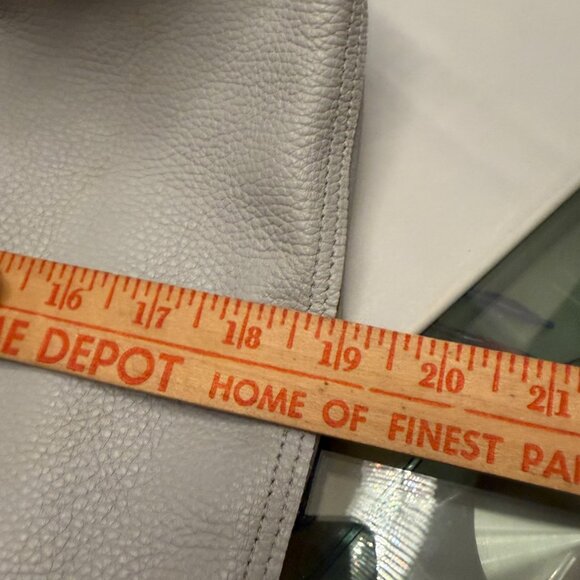 16 17 18 19 20 21
E DEPOT HOME OF FINEST PA